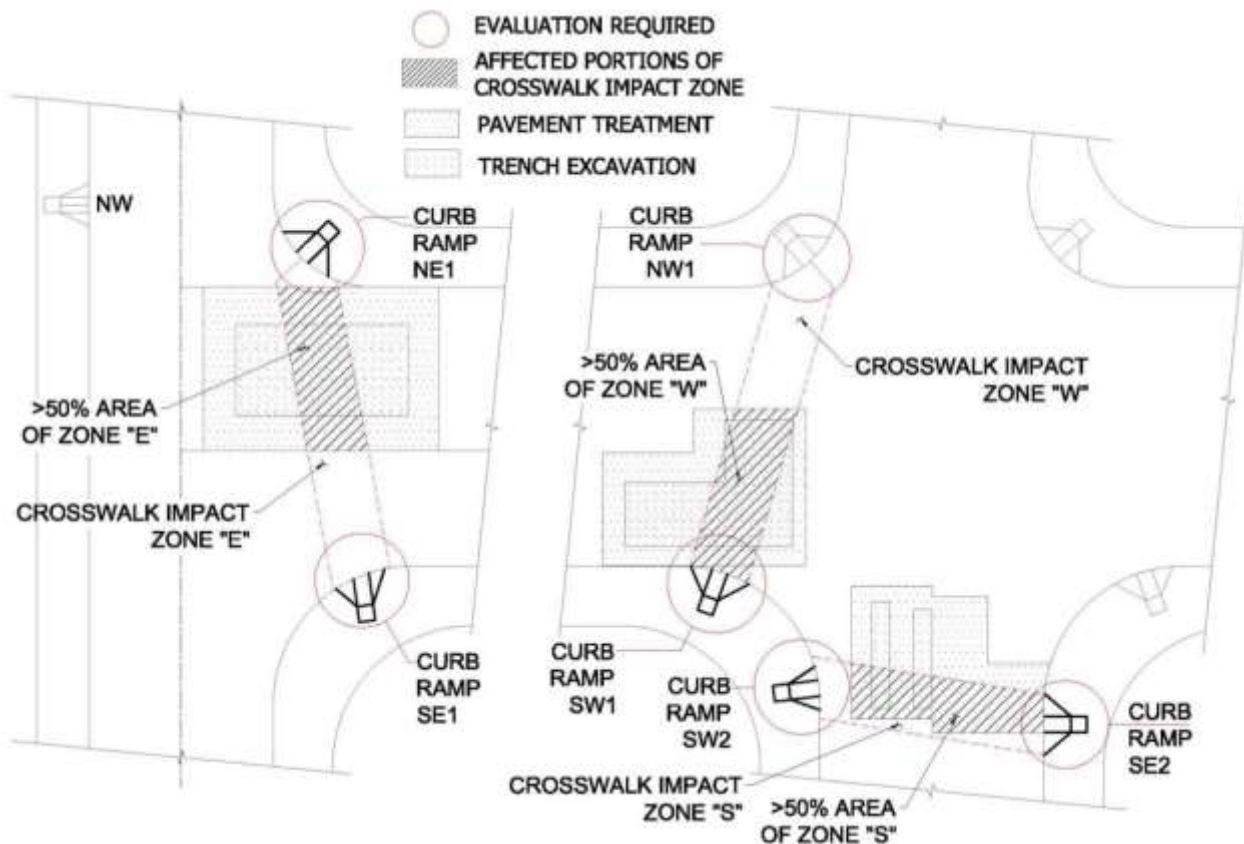 EVALUATION REQUIRED
AFFECTED PORTIONS OF
CROSSWALK IMPACT ZONE
PAVEMENT TREATMENT
TRENCH EXCAVATION
NW
CURB
RAMP
NE1
CURB
RAMP
NW1
>50% AREA
OF ZONE "W"
CROSSWALK IMPACT
ZONE "W"
>50% AREA
OF ZONE "E"
CROSSWALK IMPACT
ZONE "E"
CURB
RAMP
SE1
CURB
RAMP
SW1
CURB
RAMP
SW2
CURB
RAMP
SE2
CROSSWALK IMPACT
ZONE "S"
>50% AREA
OF ZONE "S"